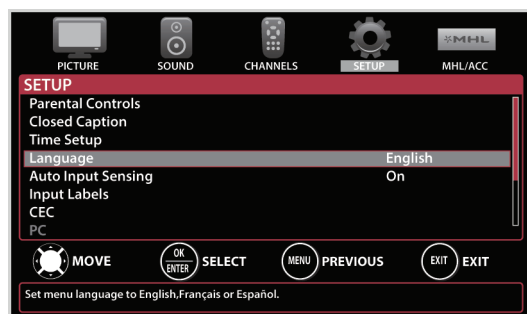 MHL
PICTURE SOUND CHANNELS SETUP MHL/ACC
SETUP
Parental Controls
Closed Caption
Time Setup
Language English
Auto Input Sensing On
Input Labels
CEC
PC
MOVE OK ENTER SELECT MENU PREVIOUS EXIT EXIT
Set menu language to English,Français or Español.